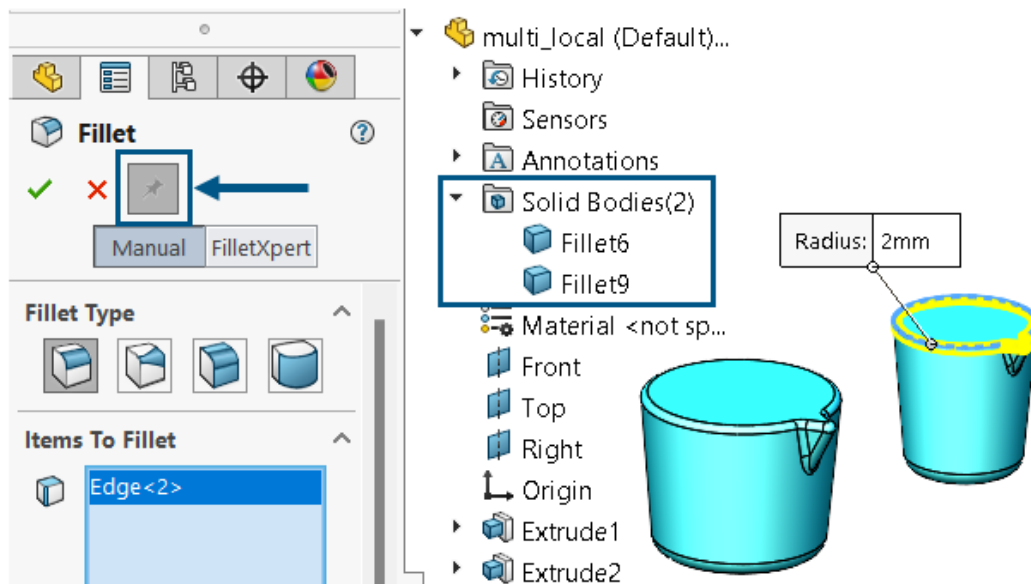 Fillet
Manual
FilletXpert
Fillet Type
Items To Fillet
Edge<2>
multi_local (Default)...
History
Sensors
A Annotations
Solid Bodies(2)
Fillet6
Fillet9
Material <not sp...
Front
Top
Right
Origin
Extrude1
Extrude2
Radius: 2mm